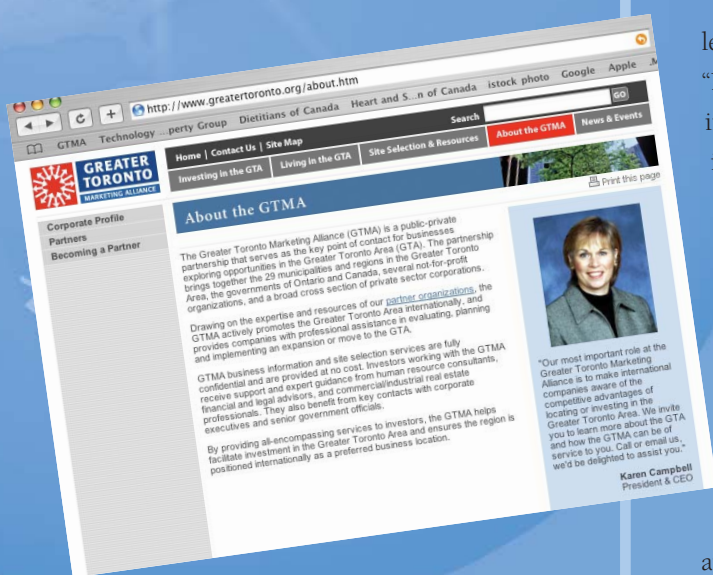 http://www.greatertoronto.org/about.htm
GTMA Technology ...perty Group Dietitians of Canada Heart and S...n of Canada istock photo Google Apple
GREATER
TORONTO
MARKETING ALLIANCE
Home | Contact Us | Site Map
Search
GO
Investing in the GTA
Living in the GTA
Site Selection & Resources
About the GTMA
News & Events
Corporate Profile
Partners
Becoming a Partner
About the GTMA
Print this page
The Greater Toronto Marketing Alliance (GTMA) is a public-private
partnership that serves as the key point of contact for businesses
exploring opportunities in the Greater Toronto Area (GTA). The partnership
brings together the 29 municipalities and regions in the Greater Toronto
Area, the governments of Ontario and Canada, several not-for-profit
organizations, and a broad cross section of private sector corporations.
Drawing on the expertise and resources of our partner organizations, the
GTMA actively promotes the Greater Toronto Area internationally, and
provides companies with professional assistance in evaluating, planning
and implementing an expansion or move to the GTA.
GTMA business information and site selection services are fully
confidential and are provided at no cost. Investors working with the GTMA
receive support and expert guidance from human resource consultants,
financial and legal advisors, and commercial/industrial real estate
professionals. They also benefit from key contacts with corporate
executives and senior government officials.
By providing all-encompassing services to investors, the GTMA helps
facilitate investment in the Greater Toronto Area and ensures the region is
positioned internationally as a preferred business location.
"Our most important role at the
Greater Toronto Marketing
Alliance is to make international
companies aware of the
competitive advantages of
locating or investing in the
Greater Toronto Area. We invite
you to learn more about the GTA
and how the GTMA can be of
service to you. Call or email us,
we'd be delighted to assist you."
Karen Campbell
President & CEO